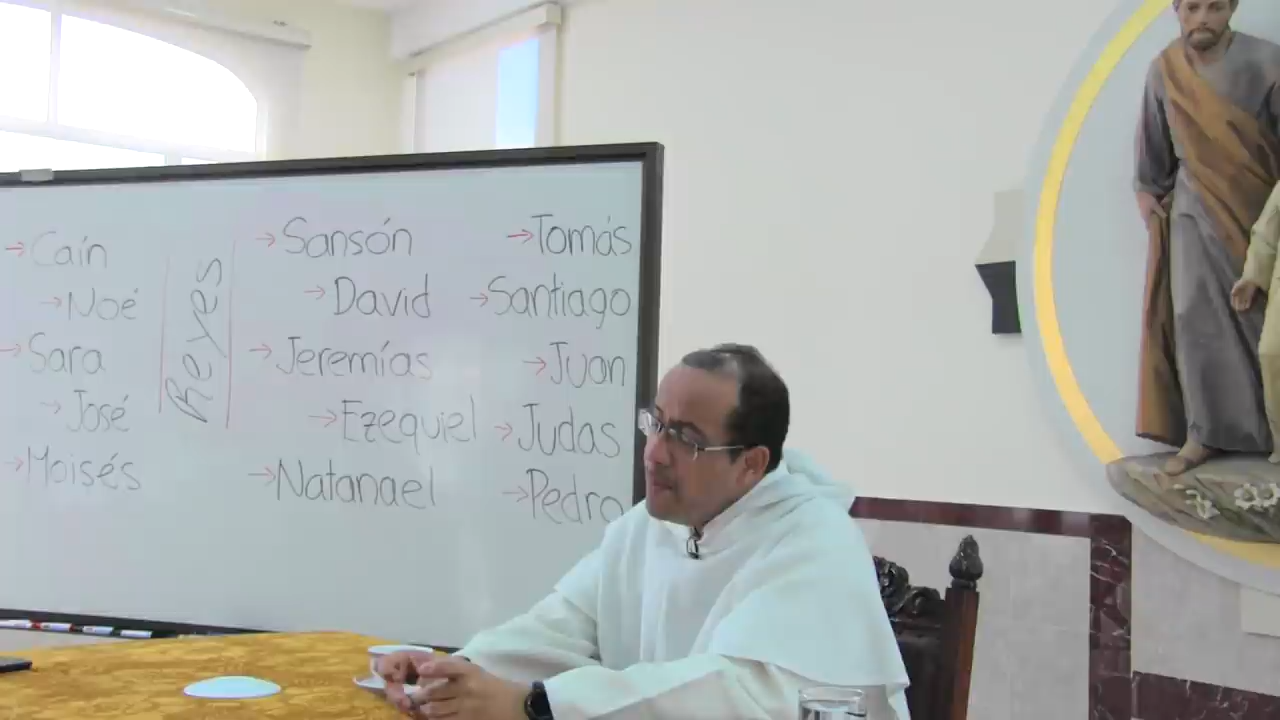 → Caín
→ Noé
→ Sara
→ José
→ Moisés
Reyes
→ Sansón
→ David
→ Jeremías
→ Ezequiel
→ Natanael
→ Tomás
→ Santiago
→ Juan
→ Judas
→ Pedro